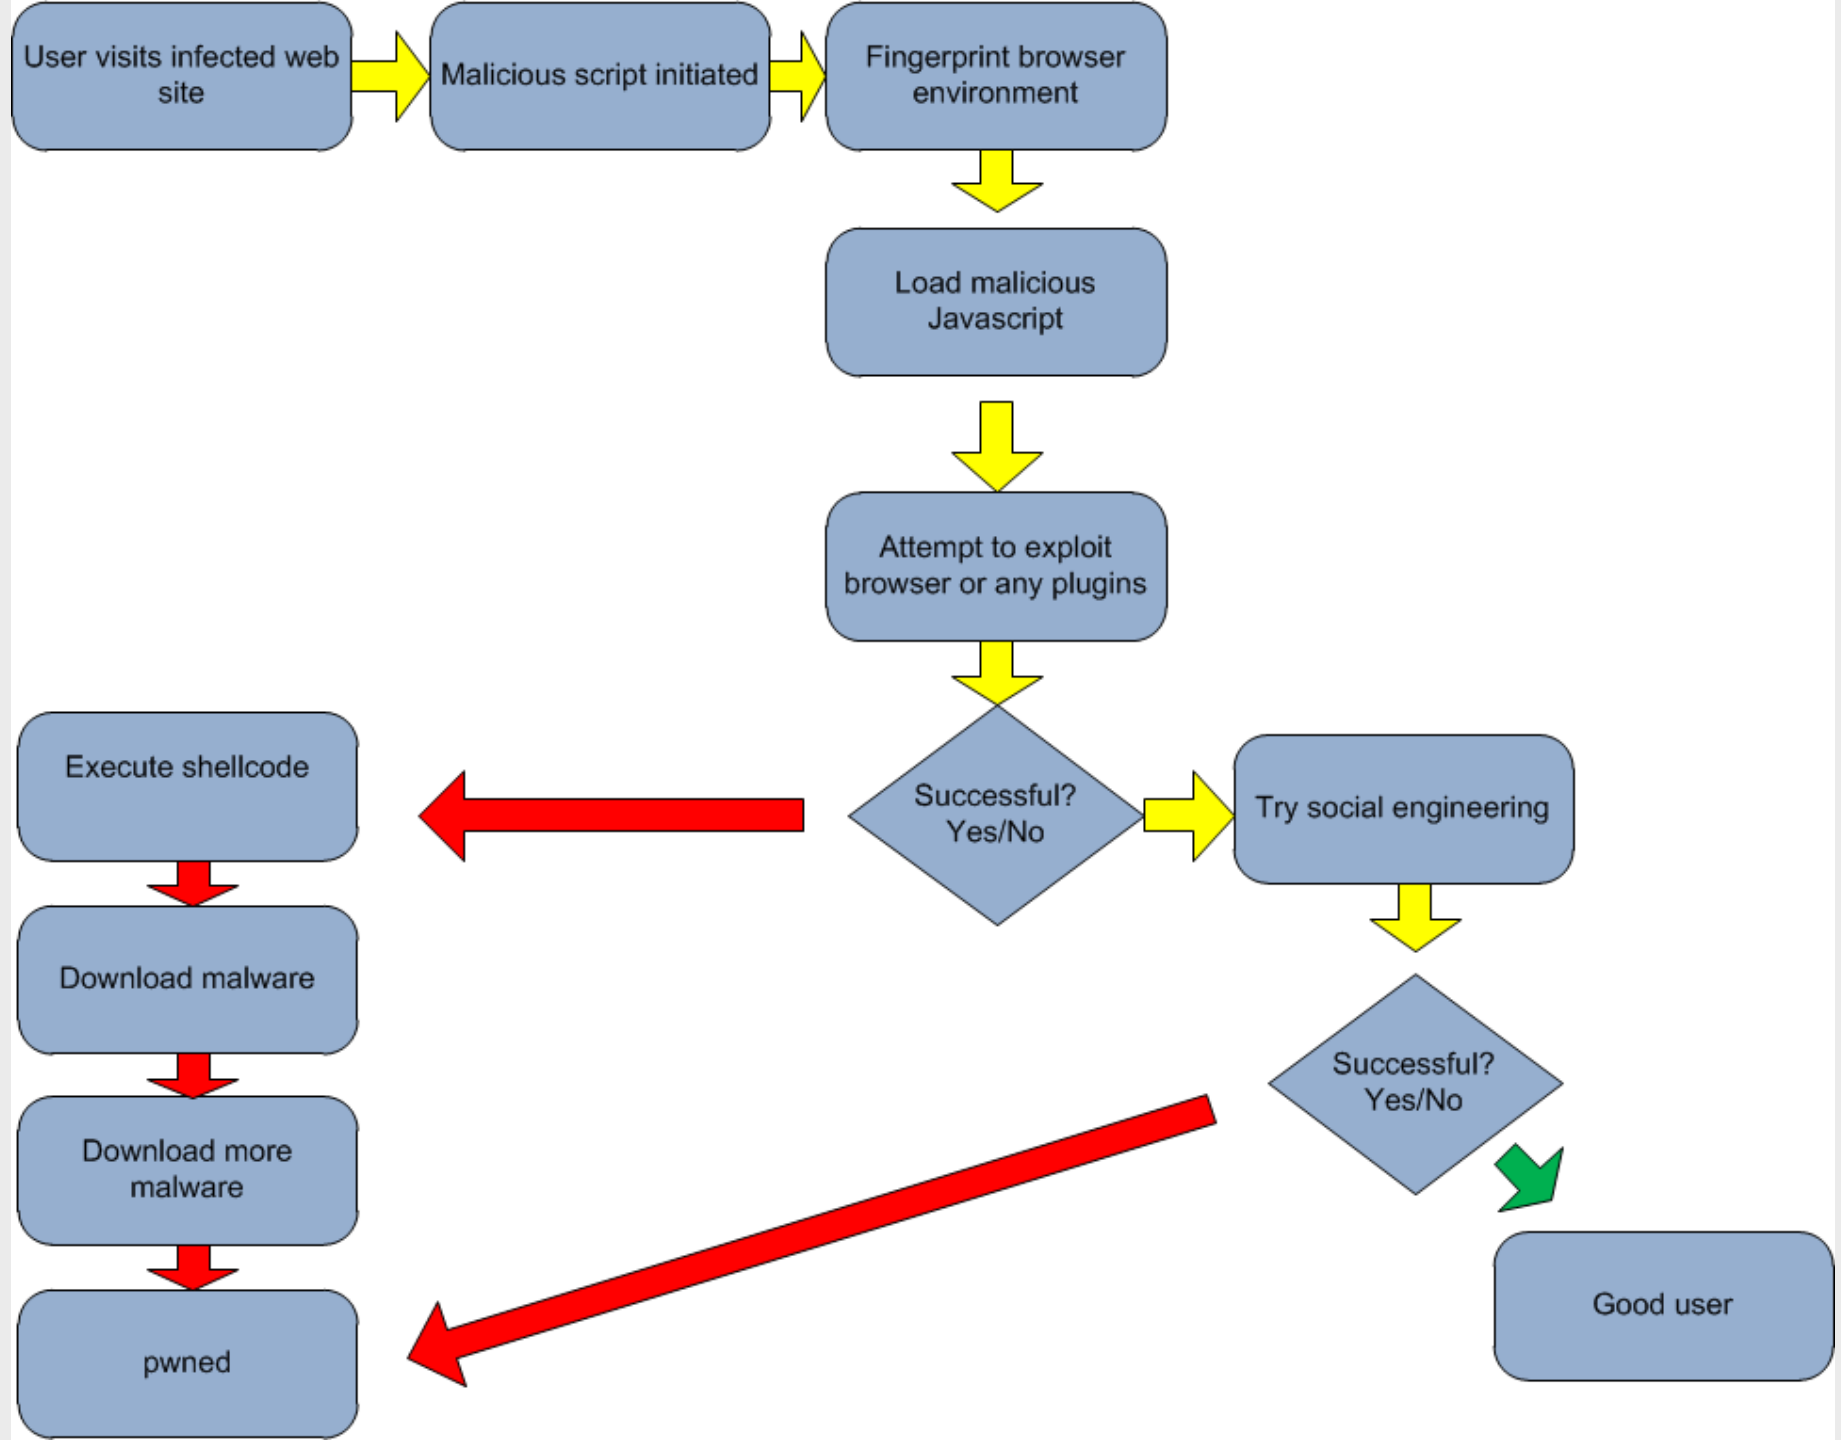 User visits infected web
site
Malicious script initiated
Fingerprint browser
environment
Load malicious
Javascript
Attempt to exploit
browser or any plugins
Successful?
Yes/No
Try social engineering
Execute shellcode
Download malware
Successful?
Yes/No
Download more
malware
Good user
pwned